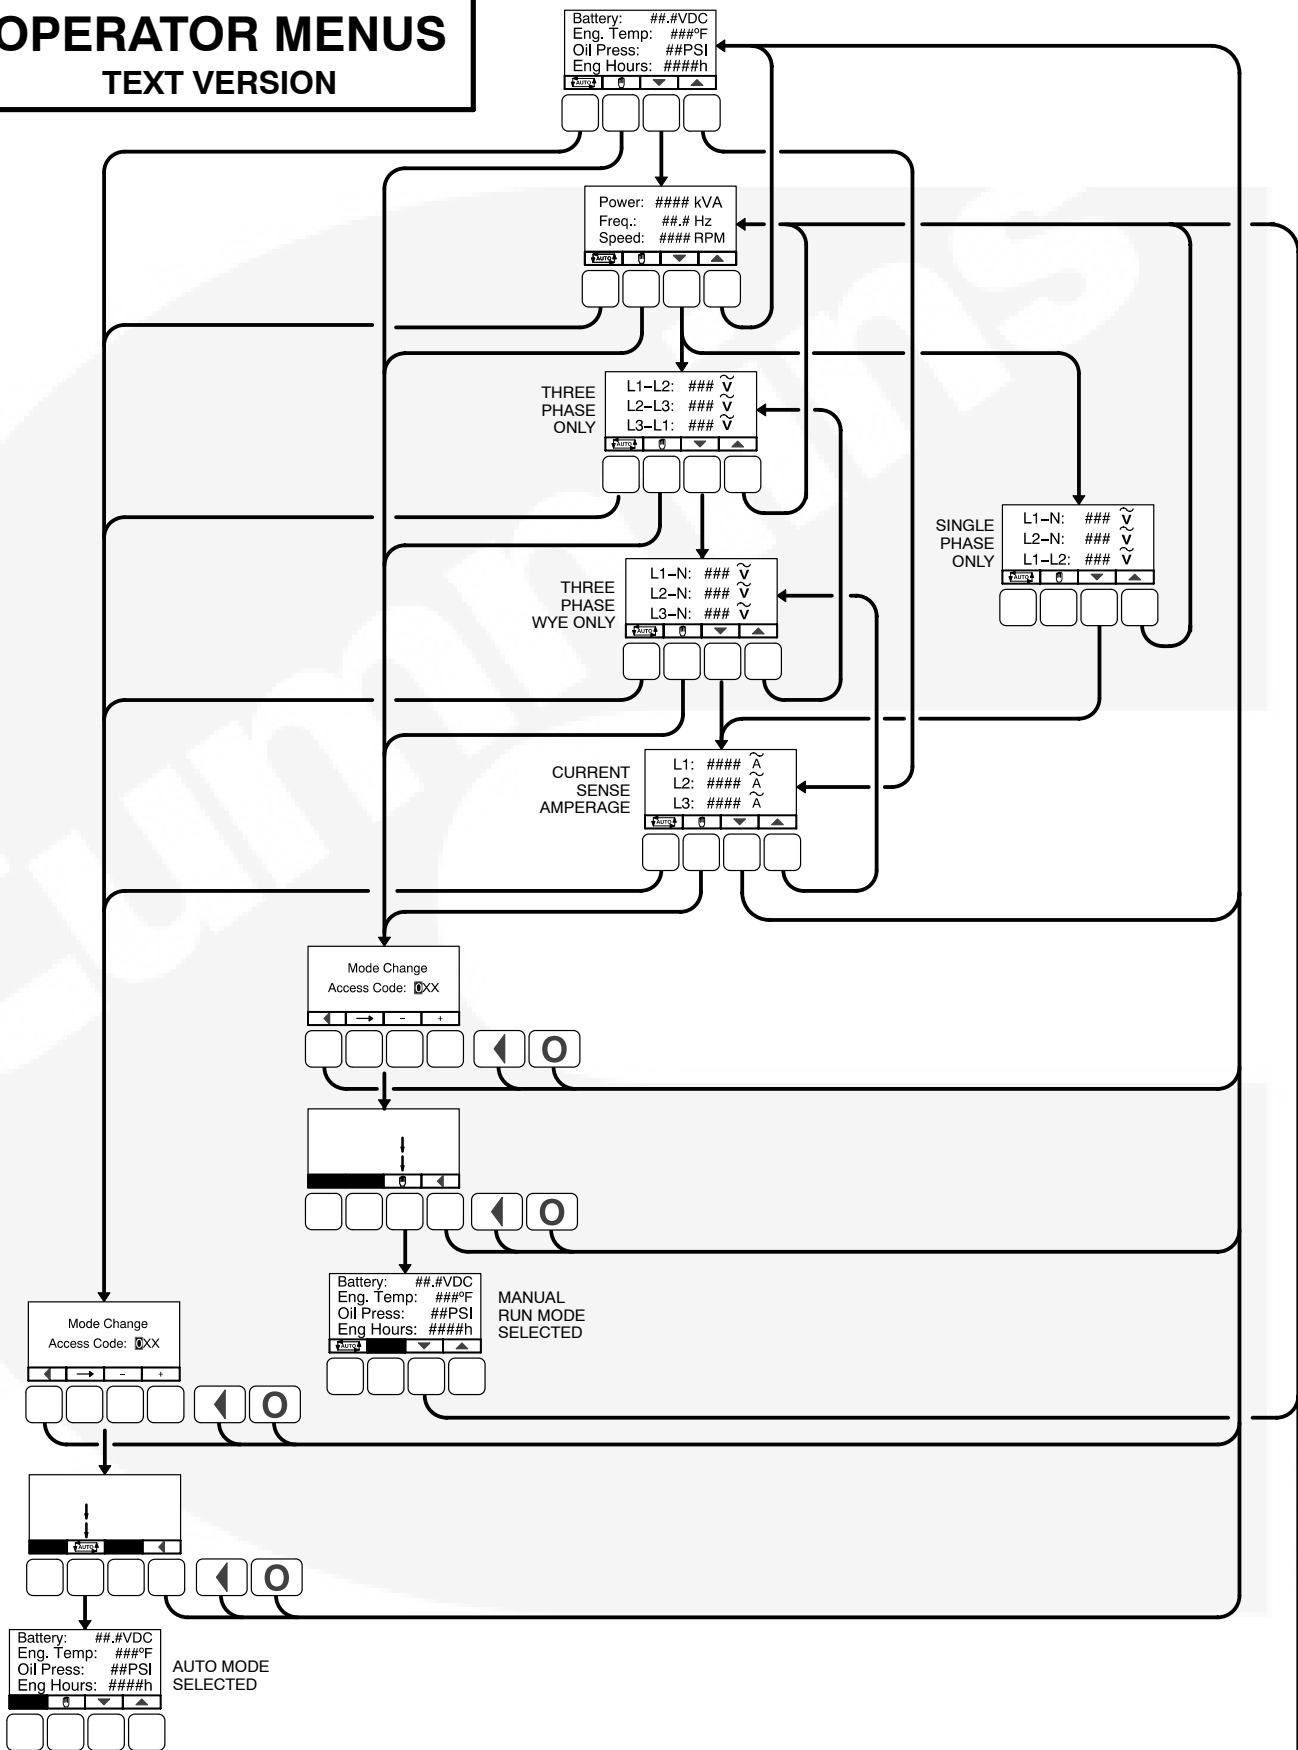 OPERATOR MENUS
TEXT VERSION
Battery: ##.#VDC
Eng. Temp: ###ºF
Oil Press: ##PSI
Eng Hours: ####h
AUTO
Power: #### kVA
Freq.: ##.# Hz
Speed: #### RPM
AUTO
THREE
PHASE
ONLY
L1–L2: ### V
L2–L3: ### V
L3–L1: ### V
AUTO
SINGLE
PHASE
ONLY
L1–N: ### V
L2–N: ### V
L1–L2: ### V
AUTO
THREE
PHASE
WYE ONLY
L1–N: ### V
L2–N: ### V
L3–N: ### V
AUTO
CURRENT
SENSE
AMPERAGE
L1: #### A
L2: #### A
L3: #### A
AUTO
Mode Change
Access Code: 0XX
– +
O
O
Battery: ##.#VDC
Eng. Temp: ###ºF
Oil Press: ##PSI
Eng Hours: ####h
AUTO
MANUAL
RUN MODE
SELECTED
Mode Change
Access Code: 0XX
– +
O
AUTO
O
Battery: ##.#VDC
Eng. Temp: ###ºF
Oil Press: ##PSI
Eng Hours: ####h
AUTO MODE
SELECTED
Cummins